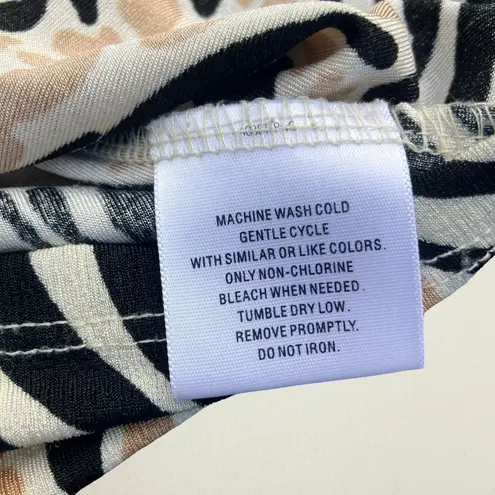 MACHINE WASH COLD
GENTLE CYCLE
WITH SIMILAR OR LIKE COLORS.
ONLY NON-CHLORINE
BLEACH WHEN NEEDED.
TUMBLE DRY LOW.
REMOVE PROMPTLY.
DO NOT IRON.